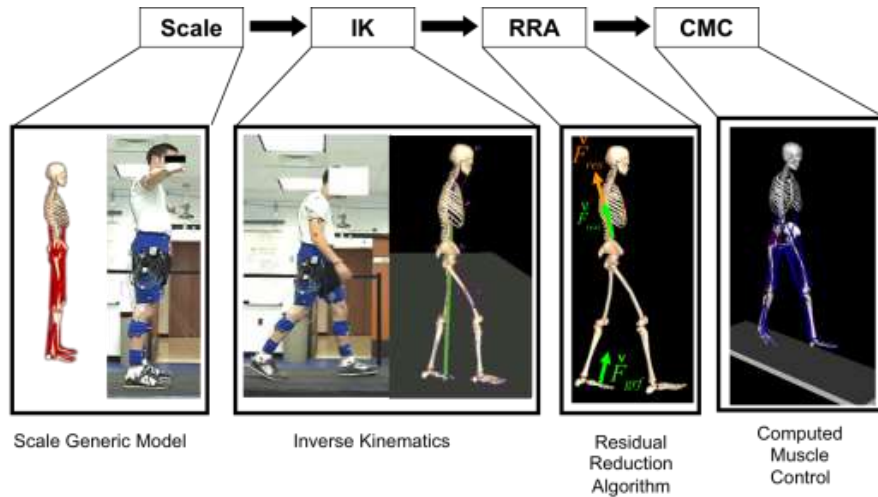 Scale
IK
RRA
CMC
F res
F res
F grf
Scale Generic Model
Inverse Kinematics
Residual
Reduction
Algorithm
Computed
Muscle
Control